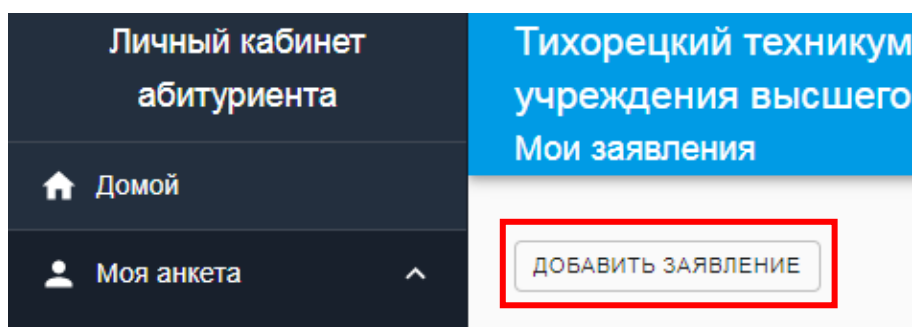 Личный кабинет
абитуриента
Домой
Моя анкета
Тихорецкий техникум
учреждения высшего
Мои заявления
ДОБАВИТЬ ЗАЯВЛЕНИЕ